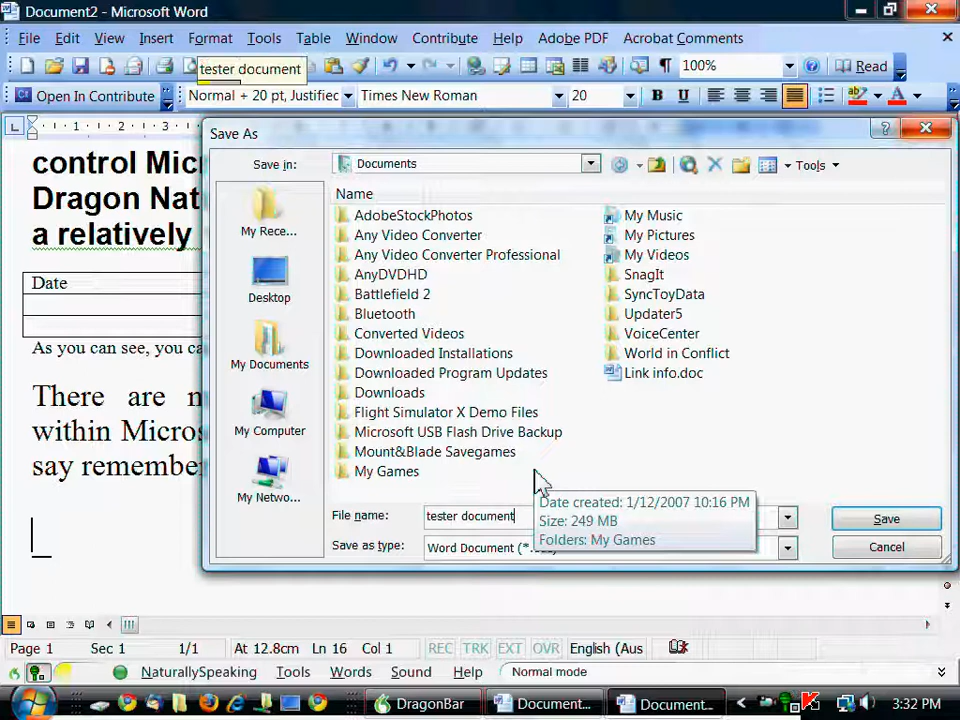 Document2 - Microsoft Word
File Edit View Insert Format Tools Table Window Contribute Help Adobe PDF Acrobat Comments
tester document
100%
Read
Open In Contribute
Normal + 20 pt, Justified
Times New Roman
20
B U
1 2 3
control Micr
Dragon Nat
a relatively
Date
As you can see, you ca
There are n
within Micros
say remember
Save As
Save in:
Documents
Tools
My Rece...
Desktop
My Documents
My Computer
My Netwo...
Name
AdobeStockPhotos
Any Video Converter
Any Video Converter Professional
AnyDVDHD
Battlefield 2
Bluetooth
Converted Videos
Downloaded Installations
Downloaded Program Updates
Downloads
Flight Simulator X Demo Files
Microsoft USB Flash Drive Backup
Mount&Blade Savegames
My Games
My Music
My Pictures
My Videos
SnagIt
SyncToyData
Updater5
VoiceCenter
World in Conflict
Link info.doc
Date created: 1/12/2007 10:16 PM
Size: 249 MB
Folders: My Games
File name:
tester document
Save
Save as type:
Word Document (*.
Cancel
Page 1 Sec 1 1/1 At 12.8cm Ln 16 Col 1 REC TRK EXT OVR English (Aus
NaturallySpeaking Tools Words Sound Help Normal mode
DragonBar
Document...
Document...
3:32 PM